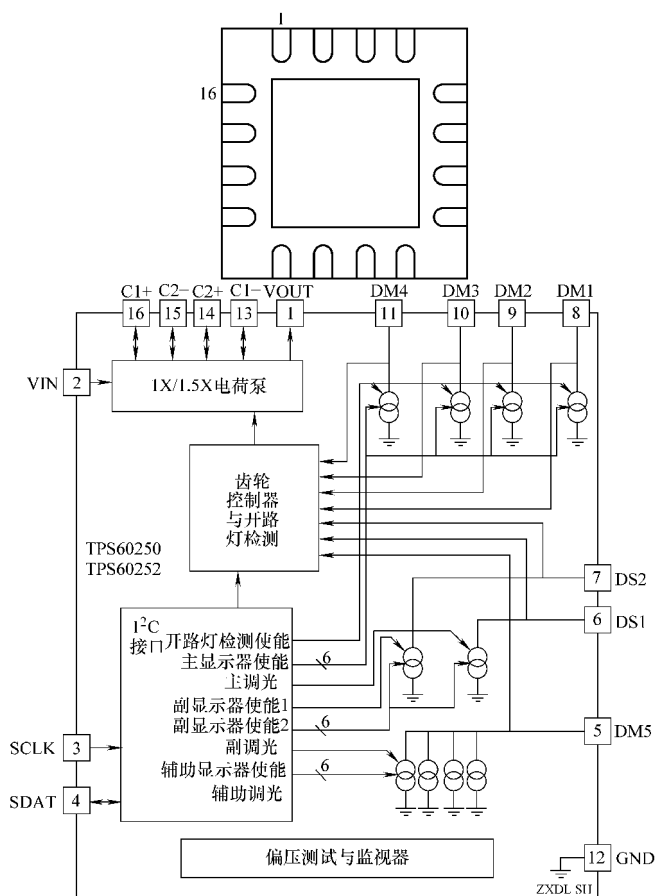 1
16
C1+ C2− C2+ C1− VOUT DM4 DM3 DM2 DM1
16 15 14 13 1 11 10 9 8
VIN 2
1X/1.5X电荷泵
齿轮
控制器
与开路
灯检测
TPS60250
TPS60252
7 DS2
6 DS1
I²C
接口
开路灯检测使能
主显示器使能 6
主调光
副显示器使能1
副显示器使能2 6
副调光
辅助显示器使能 6
辅助调光
5 DM5
SCLK 3
SDAT 4
偏压测试与监视器
12 GND
ZXDL SH